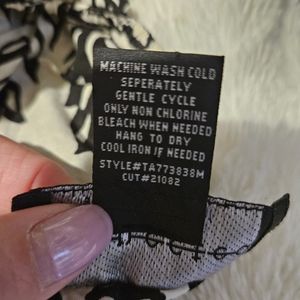 MACHINE WASH COLD
SEPERATELY
GENTLE CYCLE
ONLY NON CHLORINE
BLEACH WHEN NEEDED
HANG TO DRY
COOL IRON IF NEEDED
STYLE#TA773838M
CUT#21082